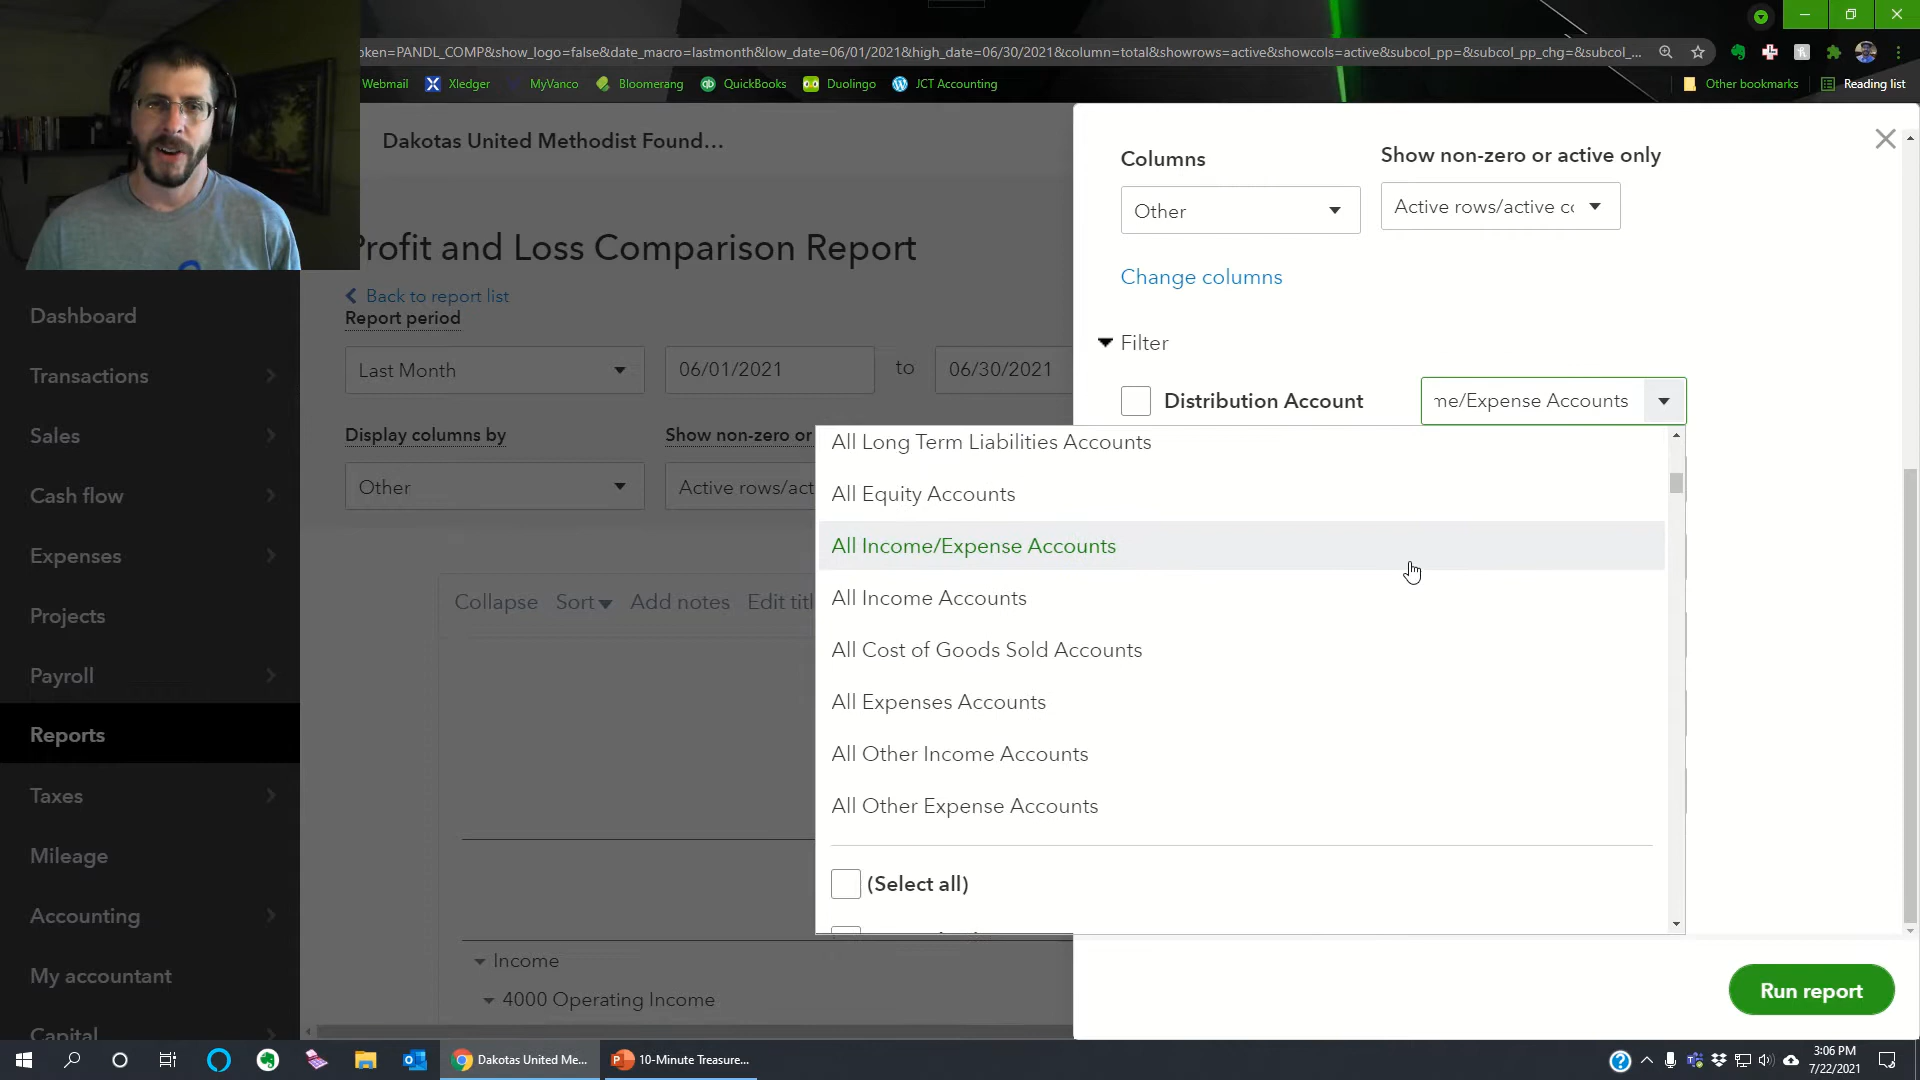 oken=PANDL_COMP&show_logo=false&date_macro=lastmonth&low_date=06/01/2021&high_date=06/30/2021&column=total&showrows=active&showcols=active&subcol_pp=&subcol_pp_chg=&subcol_...
Webmail Xledger MyVanco Bloomerang QuickBooks Duolingo JCT Accounting Other bookmarks Reading list
Dakotas United Methodist Found...
Profit and Loss Comparison Report
Back to report list
Report period
Last Month 06/01/2021 to 06/30/2021
Display columns by Show non-zero or
Other Active rows/act
Collapse Sort Add notes Edit titl
Income
4000 Operating Income
Dashboard
Transactions
Sales
Cash flow
Expenses
Projects
Payroll
Reports
Taxes
Mileage
Accounting
My accountant
Capital
Columns Show non-zero or active only
Other Active rows/active co
Change columns
Filter
Distribution Account me/Expense Accounts
All Long Term Liabilities Accounts
All Equity Accounts
All Income/Expense Accounts
All Income Accounts
All Cost of Goods Sold Accounts
All Expenses Accounts
All Other Income Accounts
All Other Expense Accounts
(Select all)
Run report
Dakotas United Me... 10-Minute Treasure... 3:06 PM
7/22/2021